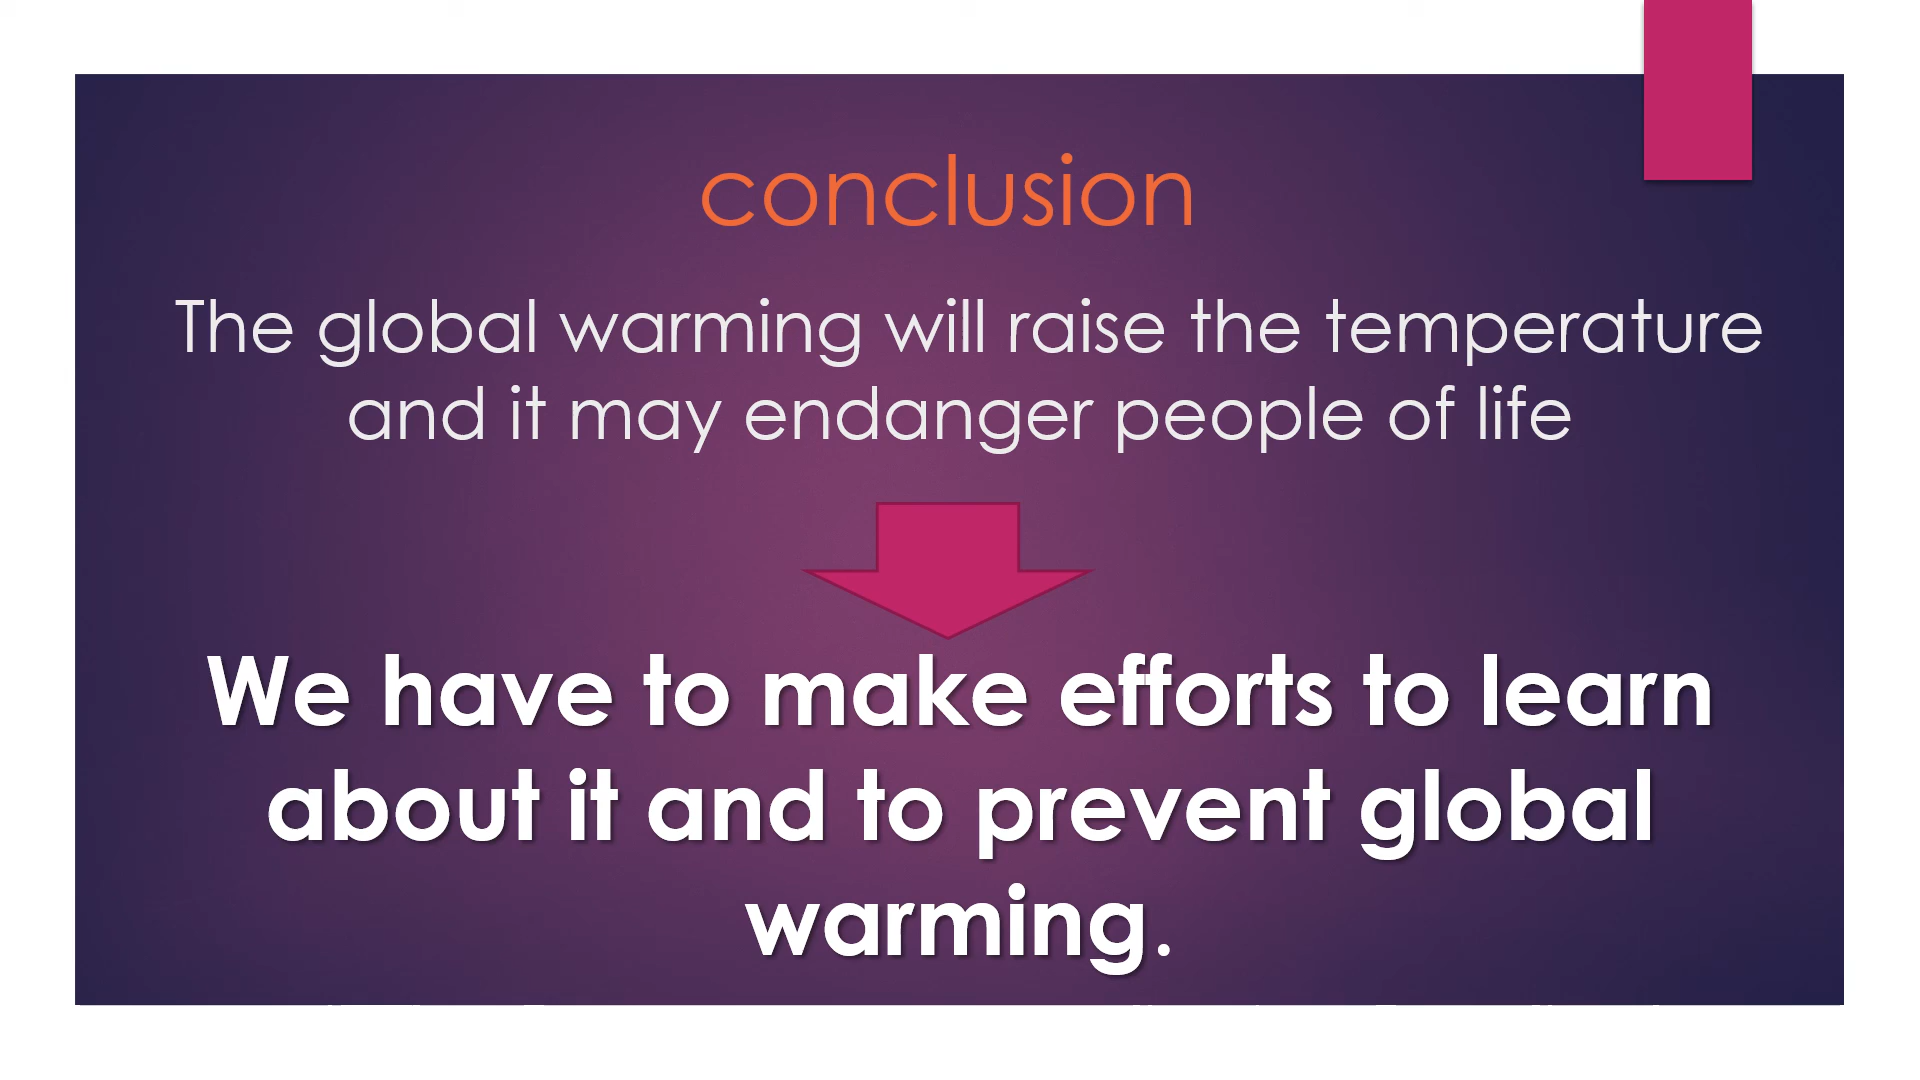 conclusion
The global warming will raise the temperature
and it may endanger people of life
We have to make efforts to learn
about it and to prevent global
warming.